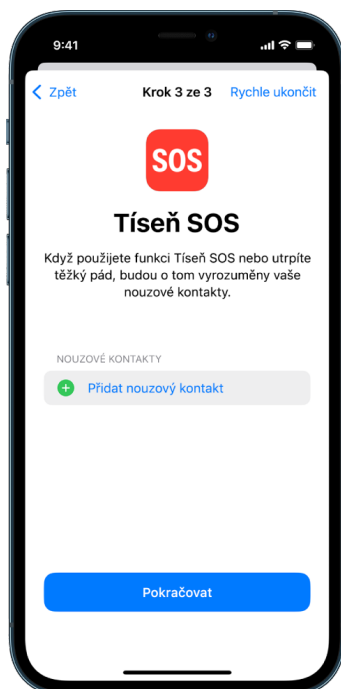 9:41
Zpět Krok 3 ze 3 Rychle ukončit
SOS
Tíseň SOS
Když použijete funkci Tíseň SOS nebo utrpíte
těžký pád, budou o tom vyrozuměny vaše
nouzové kontakty.
NOUZOVÉ KONTAKTY
Přidat nouzový kontakt
Pokračovat